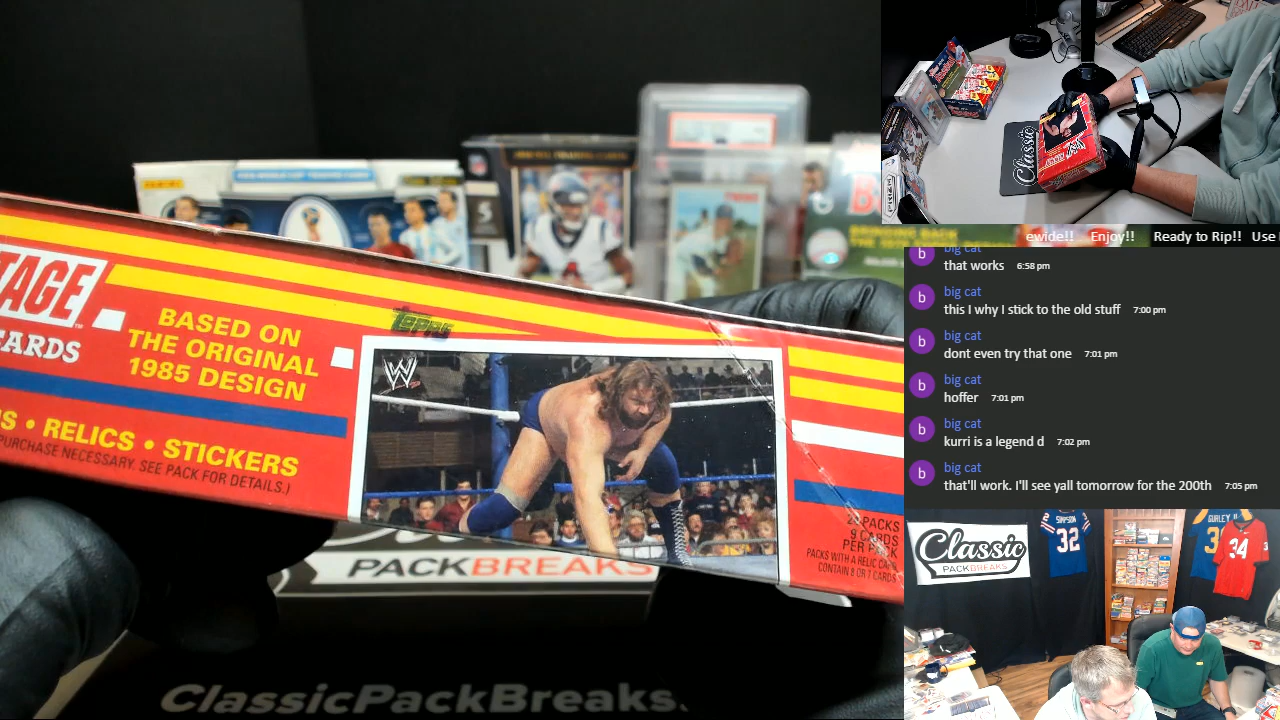 TAGE
ARDS
BASED ON
THE ORIGINAL
1985 DESIGN
S • RELICS • STICKERS
PURCHASE NECESSARY. SEE PACK FOR DETAILS.)
TOPPS
W
PACKS
9 CARDS
PER PACK
PACKS WITH A RELIC CARD
CONTAIN 8 OR 7 CARDS
PACKBREAKS
ClassicPackBreaks.
Classic
ewide!! Enjoy!! Ready to Rip!! Use
big cat
that works 6:58 pm
b
big cat
this I why I stick to the old stuff 7:00 pm
b
big cat
dont even try that one 7:01 pm
b
big cat
hoffer 7:01 pm
b
big cat
kurri is a legend d 7:02 pm
b
big cat
that'll work. I'll see yall tomorrow for the 200th 7:05 pm
b
Classic
PACKBREAKS
SIMPSON
32
GURLEY II
3
34